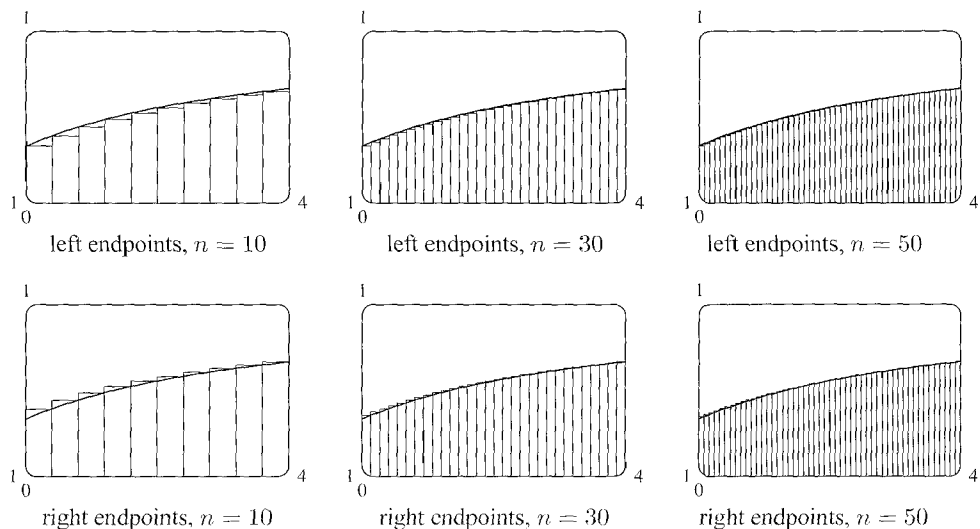 1 1 1
1 4 1 4 1 4
0 0 0
left endpoints, n = 10 left endpoints, n = 30 left endpoints, n = 50
1 1 1
1 4 1 4 1 4
0 0 0
right endpoints, n = 10 right endpoints, n = 30 right endpoints, n = 50